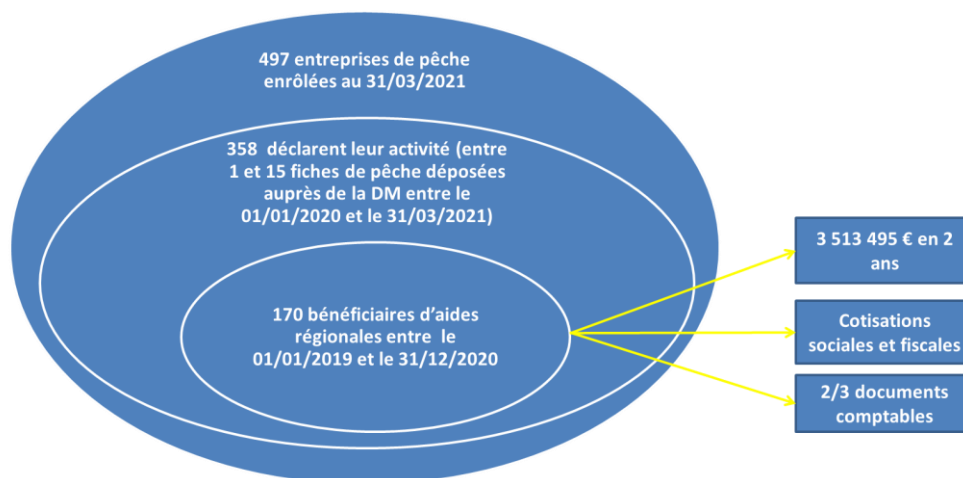 497 entreprises de pêche
enrôlées au 31/03/2021
358 déclarent leur activité (entre
1 et 15 fiches de pêche déposées
auprès de la DM entre le
01/01/2020 et le 31/03/2021)
170 bénéficiaires d'aides
régionales entre le
01/01/2019 et le 31/12/2020
3 513 495 € en 2
ans
Cotisations
sociales et fiscales
2/3 documents
comptables